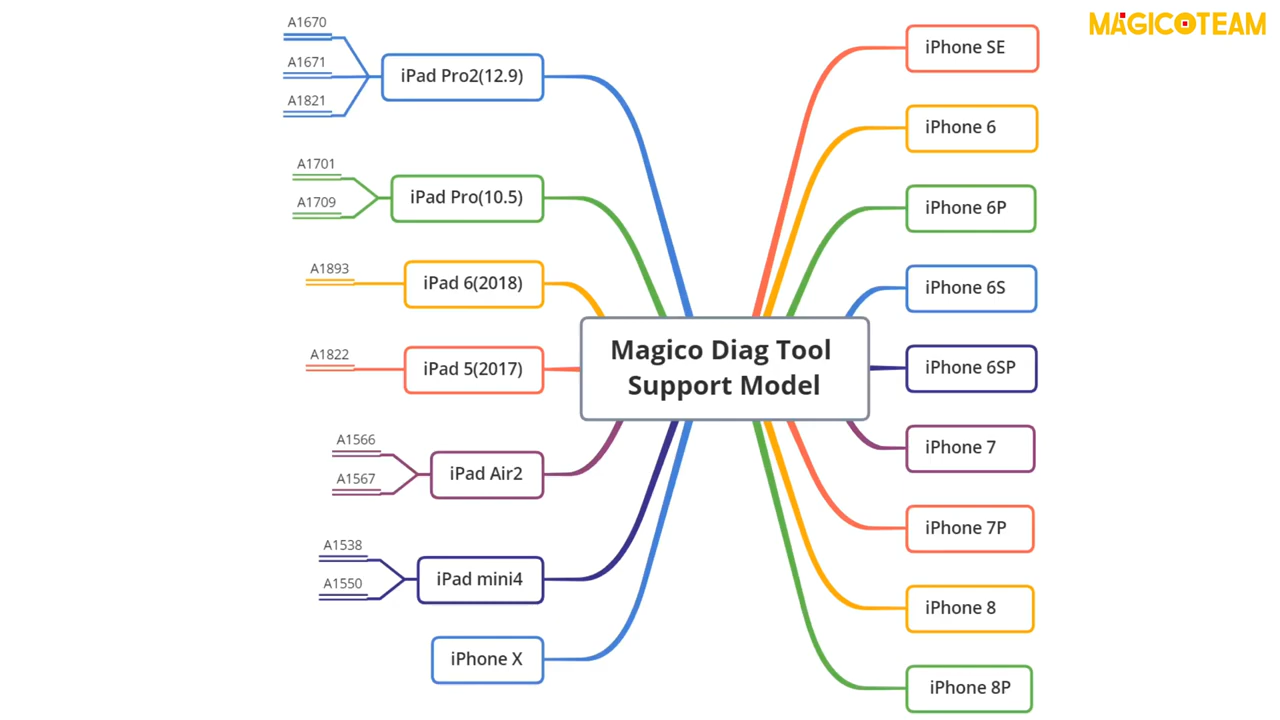 MAGICOTEAM
A1670
A1671
A1821
iPad Pro2(12.9)
A1701
A1709
iPad Pro(10.5)
A1893
iPad 6(2018)
A1822
iPad 5(2017)
A1566
A1567
iPad Air2
A1538
A1550
iPad mini4
iPhone X
Magico Diag Tool
Support Model
iPhone SE
iPhone 6
iPhone 6P
iPhone 6S
iPhone 6SP
iPhone 7
iPhone 7P
iPhone 8
iPhone 8P